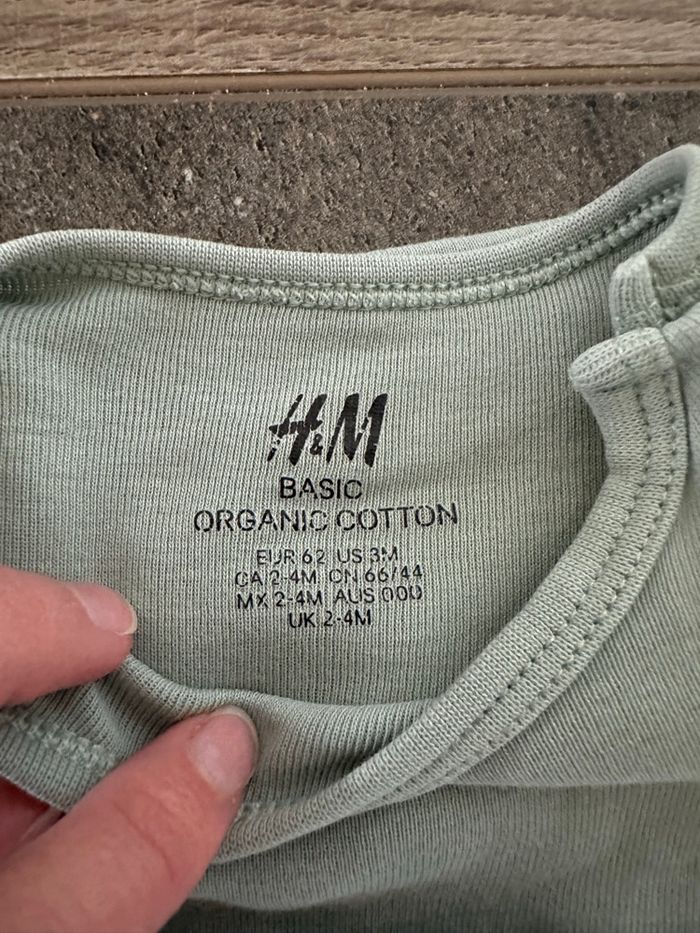 H&M
BASIC
ORGANIC COTTON
EUR 62 US 3M
CA 2-4M CN 66/44
MX 2-4M AUS 000
UK 2-4M